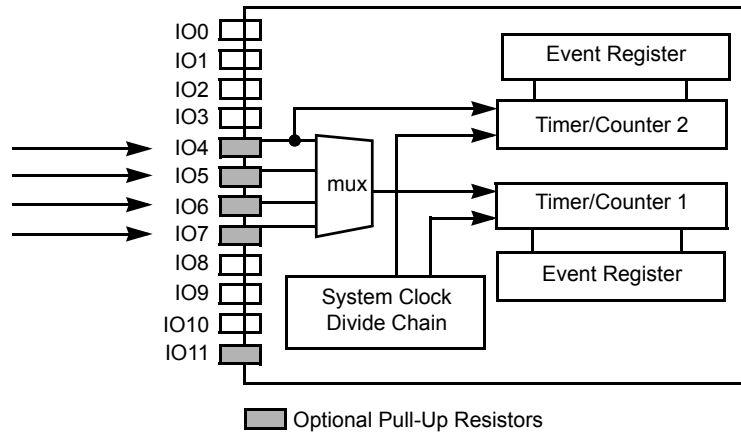 IO0
IO1
IO2
IO3
IO4
IO5
IO6
IO7
IO8
IO9
IO10
IO11
mux
Event Register
Timer/Counter 2
Timer/Counter 1
Event Register
System Clock
Divide Chain
Optional Pull-Up Resistors